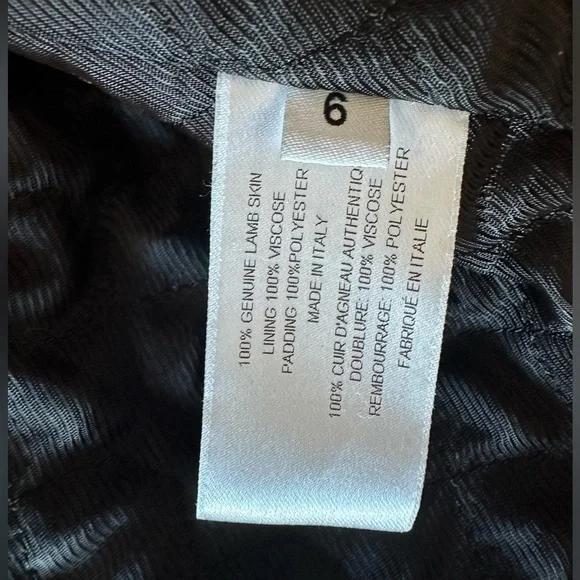 6
100% GENUINE LAMB SKIN
LINING 100% VISCOSE
PADDING 100%POLYESTER
MADE IN ITALY
100% CUIR D'AGNEAU AUTHENTIQ
DOUBLURE: 100% VISCOSE
REMBOURRAGE: 100% POLYESTER
FABRIQUÉ EN ITALIE